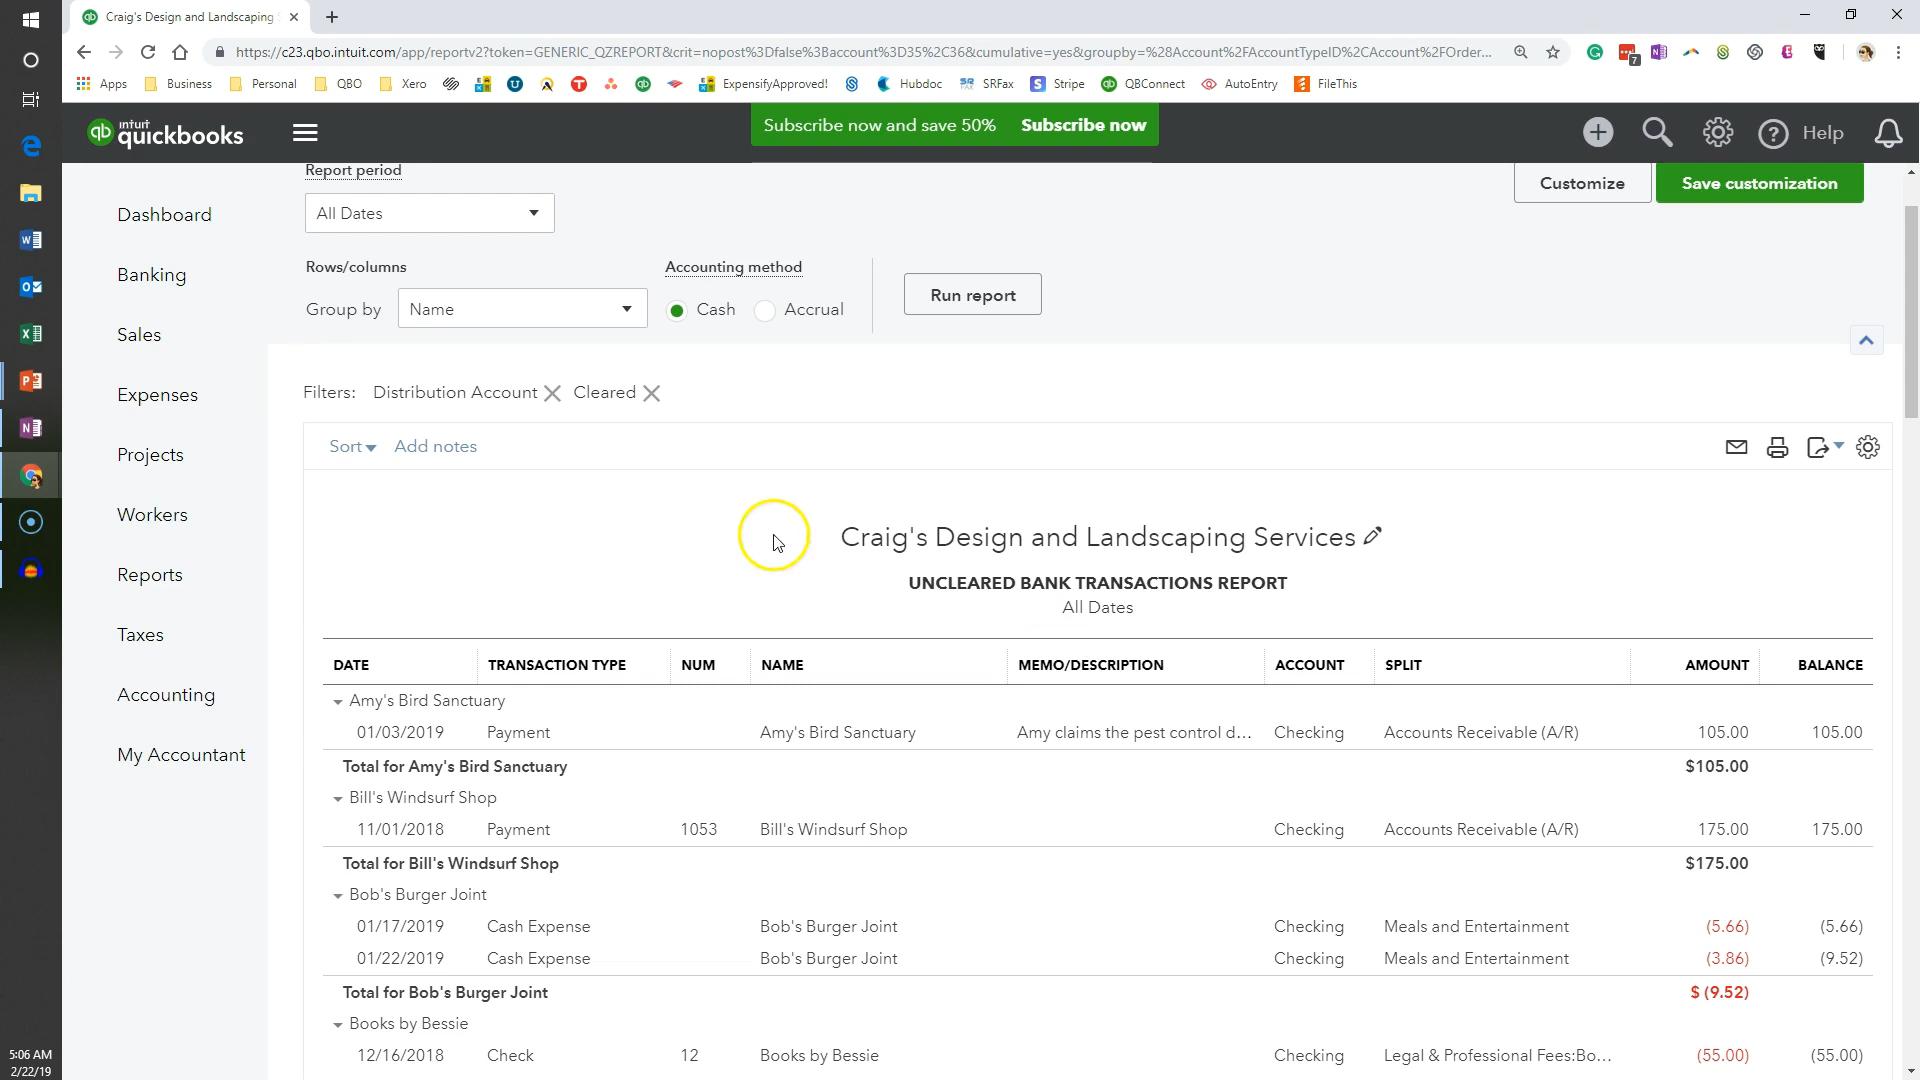 Craig's Design and Landscaping
https://c23.qbo.intuit.com/app/reportv2?token=GENERIC_QZREPORT&crit=nopost%3Dfalse%3Baccount%3D35%2C36&cumulative=yes&groupby=%28Account%2FAccountTypeID%2CAccount%2FOrder...
7
Apps Business Personal QBO Xero ExpensifyApproved! Hubdoc SRFax Stripe QBConnect AutoEntry FileThis
intuit quickbooks
Subscribe now and save 50% Subscribe now
Help
Report period
Customize
Save customization
All Dates
Dashboard
Banking
Sales
Expenses
Projects
Workers
Reports
Taxes
Accounting
My Accountant
Rows/columns
Accounting method
Group by Name
Cash Accrual
Run report
Filters: Distribution Account Cleared
Sort Add notes
Craig's Design and Landscaping Services
UNCLEARED BANK TRANSACTIONS REPORT
All Dates
DATE TRANSACTION TYPE NUM NAME MEMO/DESCRIPTION ACCOUNT SPLIT AMOUNT BALANCE
Amy's Bird Sanctuary
01/03/2019 Payment Amy's Bird Sanctuary Amy claims the pest control d... Checking Accounts Receivable (A/R) 105.00 105.00
Total for Amy's Bird Sanctuary $105.00
Bill's Windsurf Shop
11/01/2018 Payment 1053 Bill's Windsurf Shop Checking Accounts Receivable (A/R) 175.00 175.00
Total for Bill's Windsurf Shop $175.00
Bob's Burger Joint
01/17/2019 Cash Expense Bob's Burger Joint Checking Meals and Entertainment (5.66) (5.66)
01/22/2019 Cash Expense Bob's Burger Joint Checking Meals and Entertainment (3.86) (9.52)
Total for Bob's Burger Joint $ (9.52)
Books by Bessie
12/16/2018 Check 12 Books by Bessie Checking Legal & Professional Fees:Bo... (55.00) (55.00)
5:06 AM
2/22/19